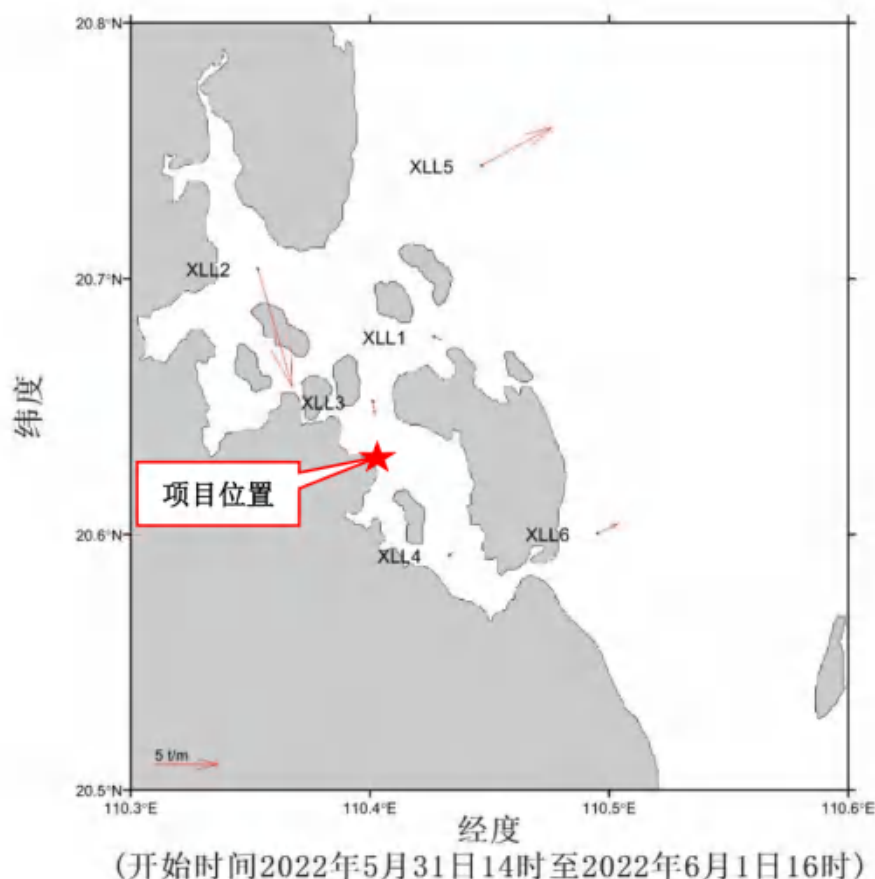 20.8°N
XLL5
XLL2
20.7°N
XLL1
XLL3
纬度
项目位置
20.6°N
XLL6
XLL4
5 t/m
20.5°N
110.3°E 110.4°E 110.5°E 110.6°E
经度
(开始时间2022年5月31日14时至2022年6月1日16时)